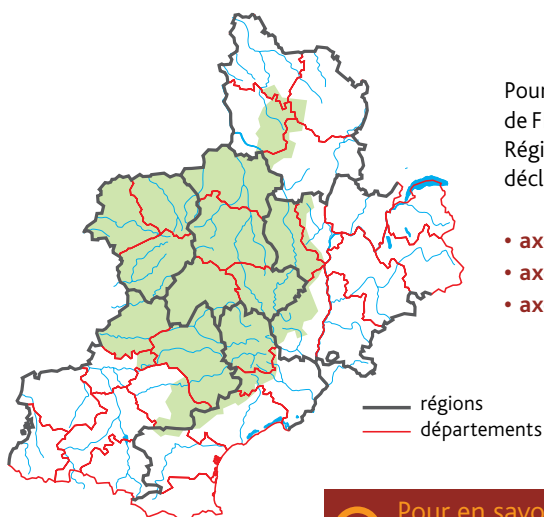 Pour
de F
Régi
décl
• ax
• ax
• ax
régions
départements
Pour en savo